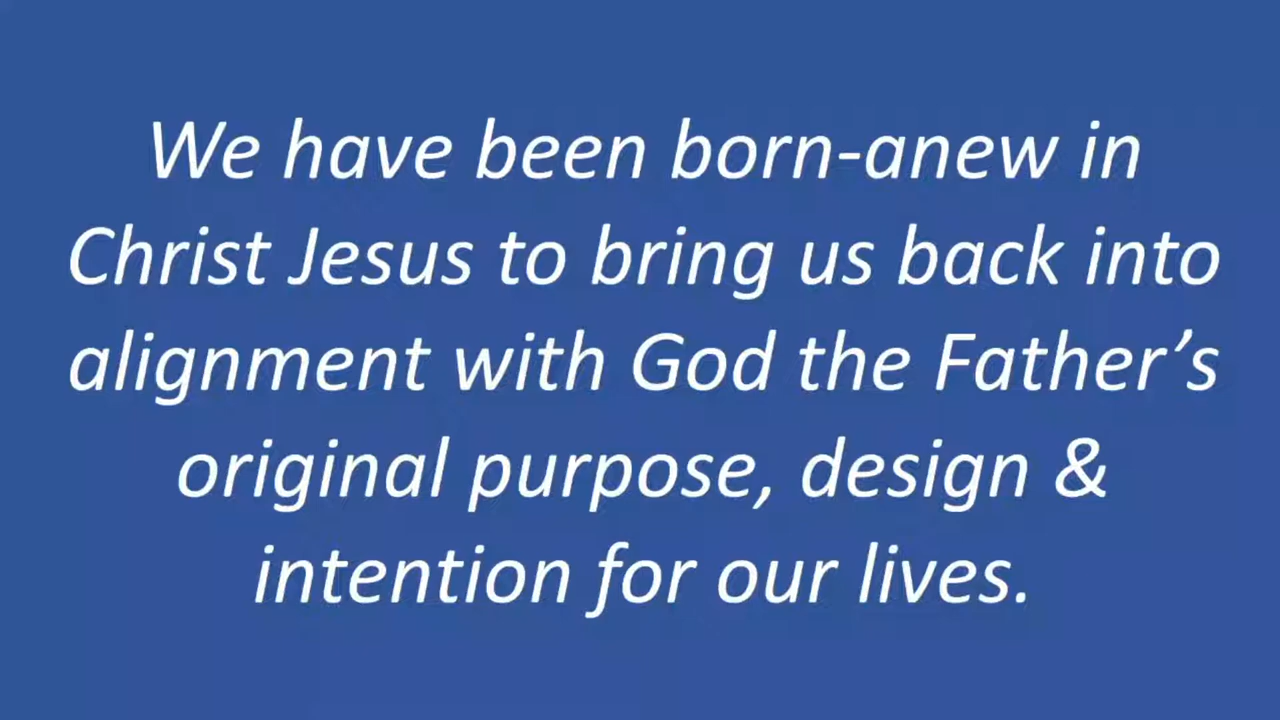 We have been born-anew in
Christ Jesus to bring us back into
alignment with God the Father’s
original purpose, design &
intention for our lives.